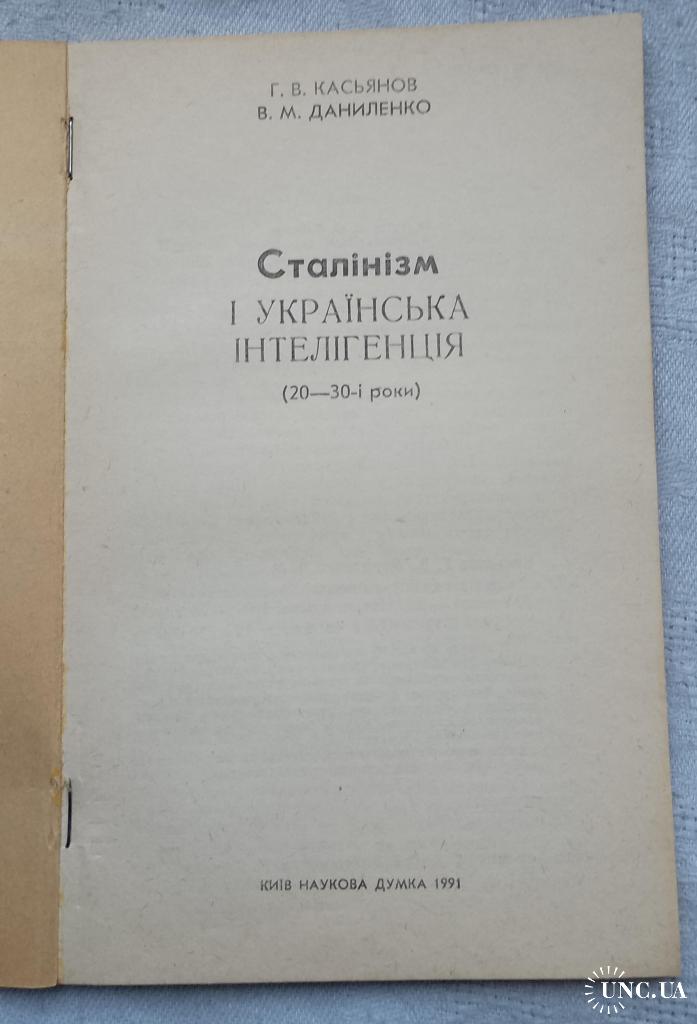 Г. В. КАСЬЯНОВ
В. М. ДАНИЛЕНКО
Сталінізм
І УКРАЇНСЬКА
ІНТЕЛІГЕНЦІЯ
(20—30-і роки)
КИЇВ НАУКОВА ДУМКА 1991
UNC.UA